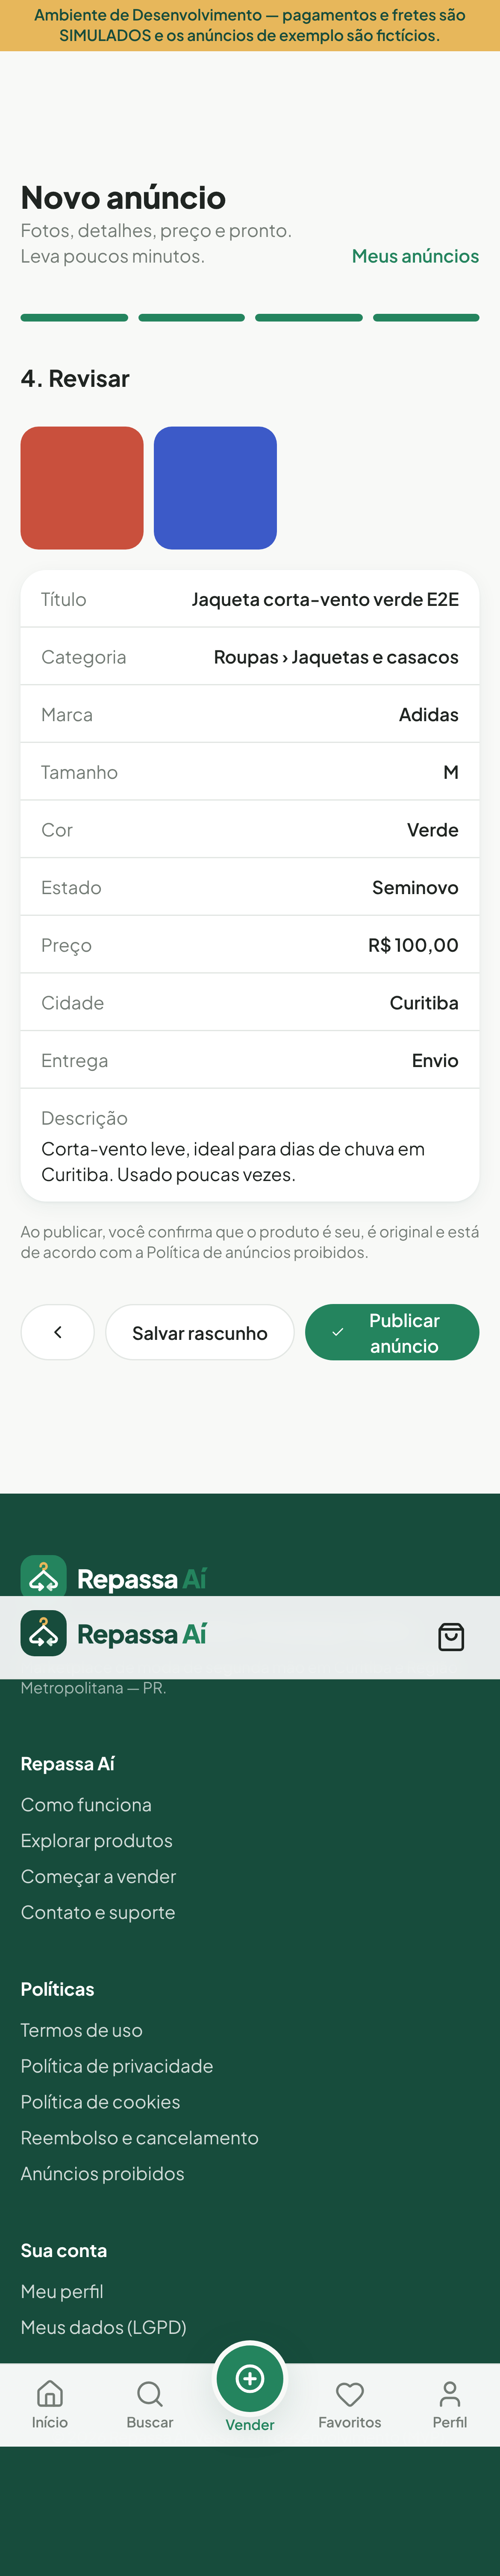 Ambiente de Desenvolvimento — pagamentos e fretes são
SIMULADOS e os anúncios de exemplo são fictícios.
Novo anúncio
Fotos, detalhes, preço e pronto.
Leva poucos minutos.
Meus anúncios
4. Revisar
Título
Jaqueta corta-vento verde E2E
Categoria
Roupas › Jaquetas e casacos
Marca
Adidas
Tamanho
M
Cor
Verde
Estado
Seminovo
Preço
R$ 100,00
Cidade
Curitiba
Entrega
Envio
Descrição
Corta-vento leve, ideal para dias de chuva em
Curitiba. Usado poucas vezes.
Ao publicar, você confirma que o produto é seu, é original e está
de acordo com a Política de anúncios proibidos.
Salvar rascunho
Publicar
anúncio
Repassa Aí
Repassa Aí
Metropolitana — PR.
Repassa Aí
Como funciona
Explorar produtos
Começar a vender
Contato e suporte
Políticas
Termos de uso
Política de privacidade
Política de cookies
Reembolso e cancelamento
Anúncios proibidos
Sua conta
Meu perfil
Meus dados (LGPD)
Início
Buscar
Vender
Favoritos
Perfil